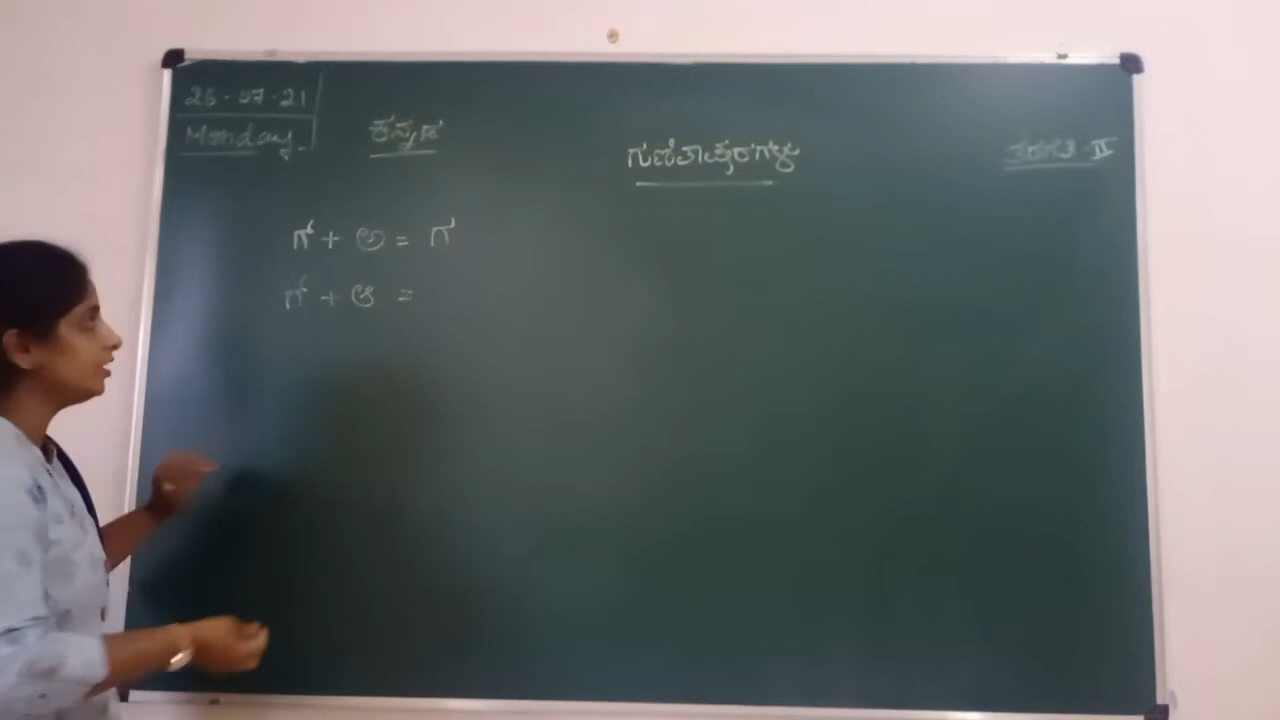 26-07-21
Monday
ಕನ್ನಡ
ಗುಣಿತಾಕ್ಷರಗಳು
ತರಗತಿ-II
ಗ್ + ಅ = ಗ
ಗ್ + ಆ =